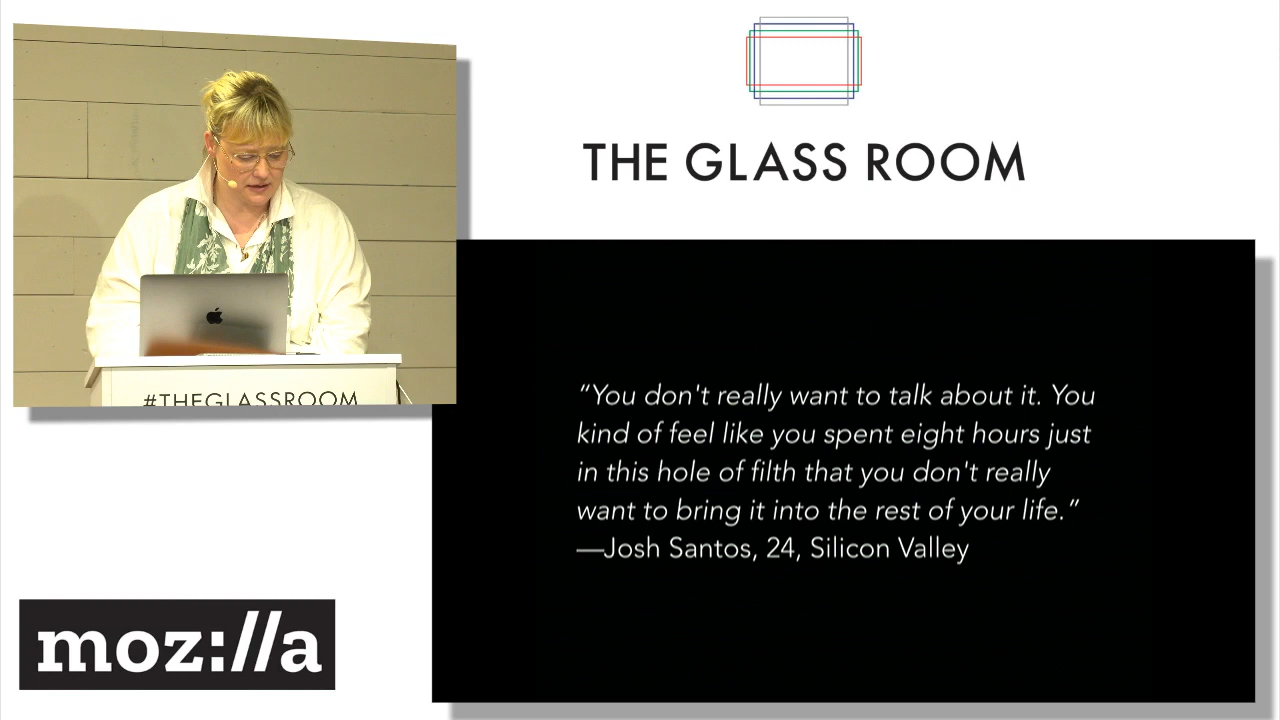 THE GLASS ROOM
#THEGLASSROOM
“You don't really want to talk about it. You
kind of feel like you spent eight hours just
in this hole of filth that you don't really
want to bring it into the rest of your life.”
—Josh Santos, 24, Silicon Valley
moz://a